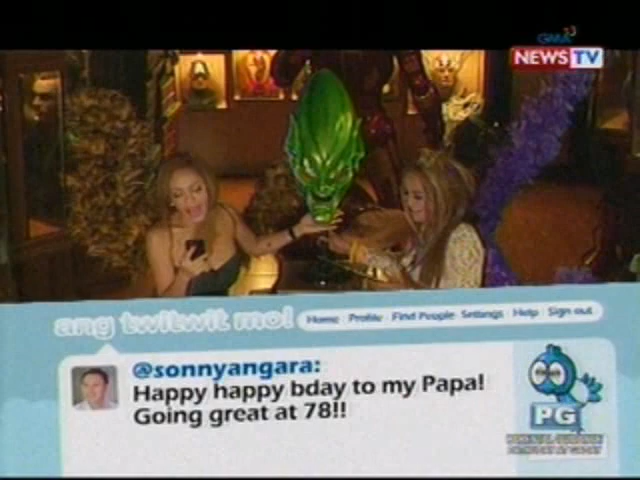 GMA
NEWS TV
ang twitwit mo!
Home Profile Find People Settings Help Sign out
@sonnyangara:
Happy happy bday to my Papa!
Going great at 78!!
PG